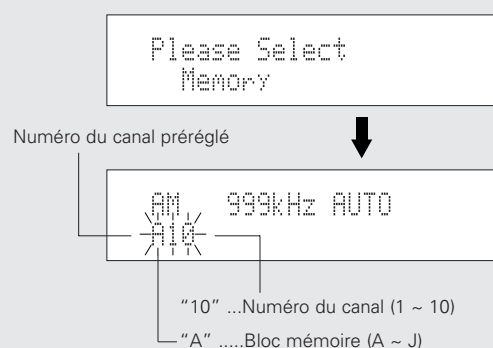 Please Select
Memory
Numéro du canal préréglé
AM 999kHz AUTO
A10
“10” ...Numéro du canal (1 ~ 10)
“A” .....Bloc mémoire (A ~ J)